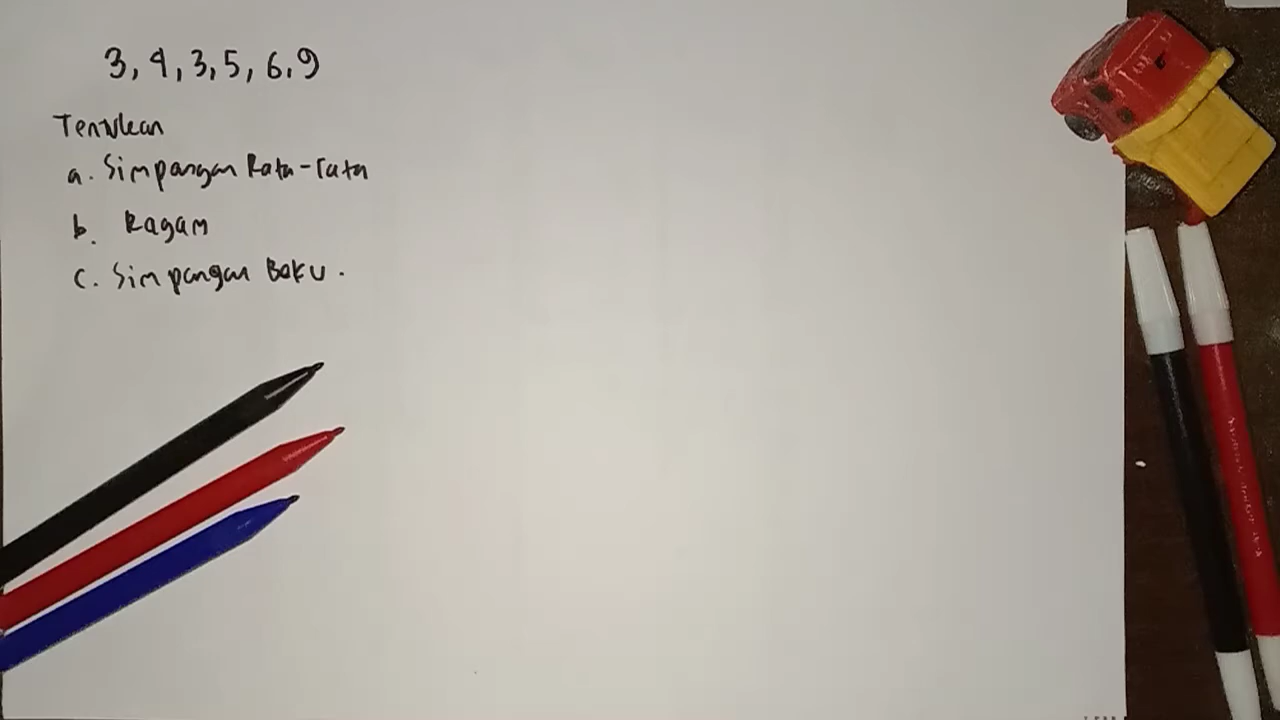 3, 4, 3, 5, 6, 9
Tentukan
a. Simpangan Rata-rata
b. Ragam
c. Simpangan Baku.